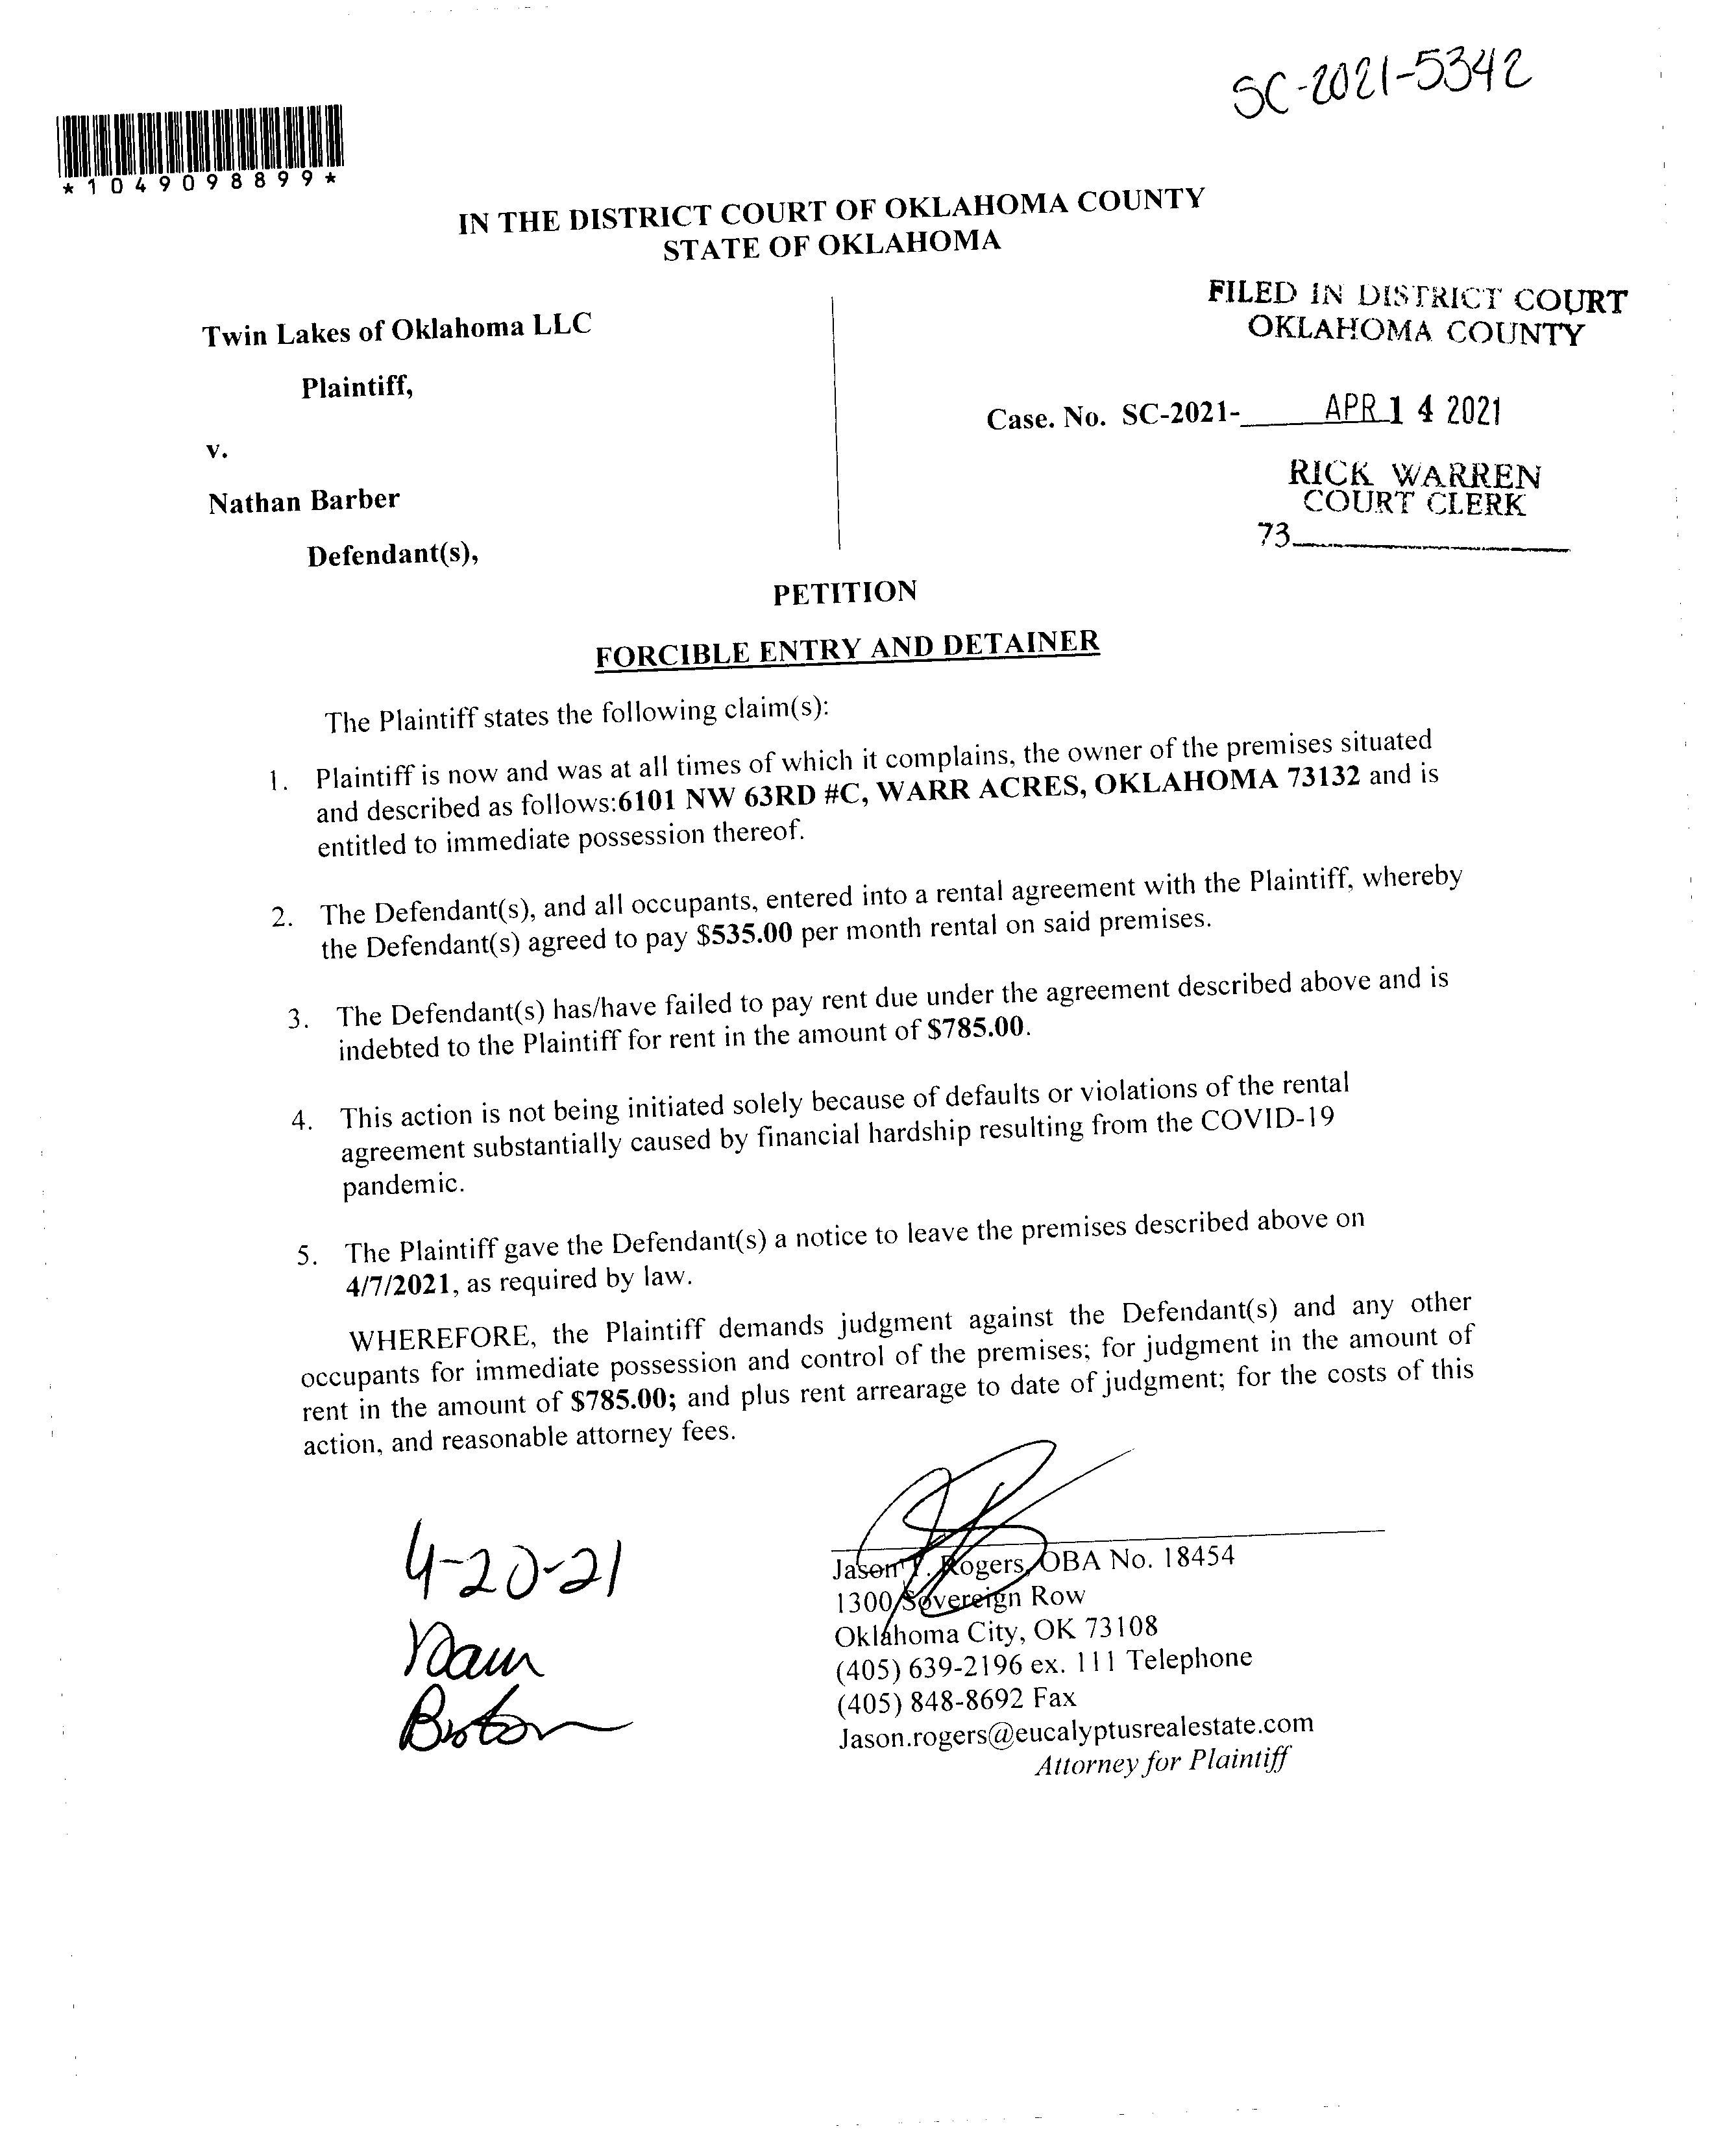 SC-2021-5342
*1049098899*
IN THE DISTRICT COURT OF OKLAHOMA COUNTY
STATE OF OKLAHOMA
FILED IN DISTRICT COURT
OKLAHOMA COUNTY
Twin Lakes of Oklahoma LLC
Plaintiff,
Case. No. SC-2021-_____ APR 14 2021
v.
RICK WARREN
COURT CLERK
Nathan Barber
73__________
Defendant(s),
PETITION
FORCIBLE ENTRY AND DETAINER
The Plaintiff states the following claim(s):
1. Plaintiff is now and was at all times of which it complains, the owner of the premises situated
and described as follows:6101 NW 63RD #C, WARR ACRES, OKLAHOMA 73132 and is
entitled to immediate possession thereof.
2. The Defendant(s), and all occupants, entered into a rental agreement with the Plaintiff, whereby
the Defendant(s) agreed to pay $535.00 per month rental on said premises.
3. The Defendant(s) has/have failed to pay rent due under the agreement described above and is
indebted to the Plaintiff for rent in the amount of $785.00.
4. This action is not being initiated solely because of defaults or violations of the rental
agreement substantially caused by financial hardship resulting from the COVID-19
pandemic.
5. The Plaintiff gave the Defendant(s) a notice to leave the premises described above on
4/7/2021, as required by law.
WHEREFORE, the Plaintiff demands judgment against the Defendant(s) and any other
occupants for immediate possession and control of the premises; for judgment in the amount of
rent in the amount of $785.00; and plus rent arrearage to date of judgment; for the costs of this
action, and reasonable attorney fees.
4-20-21
Jason Rogers, OBA No. 18454
1300 Sovereign Row
Oklahoma City, OK 73108
(405) 639-2196 ex. 111 Telephone
(405) 848-8692 Fax
Jason.rogers@eucalyptusrealestate.com
Attorney for Plaintiff